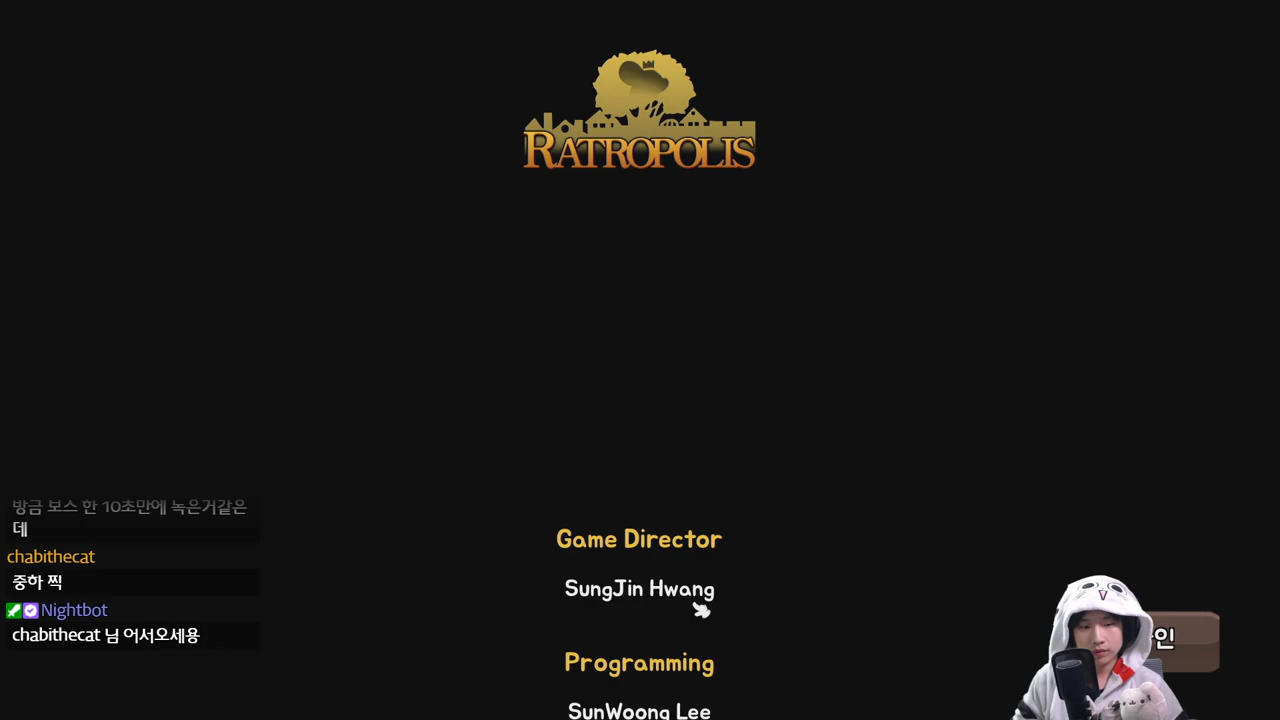 RATROPOLIS
방금 보스 한 10초만에 녹은거같은
데
chabithecat
중하 찍
Nightbot
chabithecat 님 어서오세용
Game Director
SungJin Hwang
Programming
SunWoong Lee